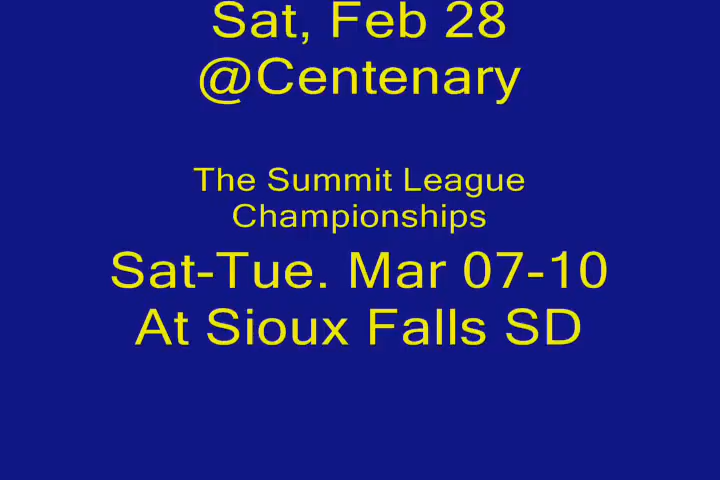 Sat, Feb 28
@Centenary
The Summit League
Championships
Sat-Tue. Mar 07-10
At Sioux Falls SD